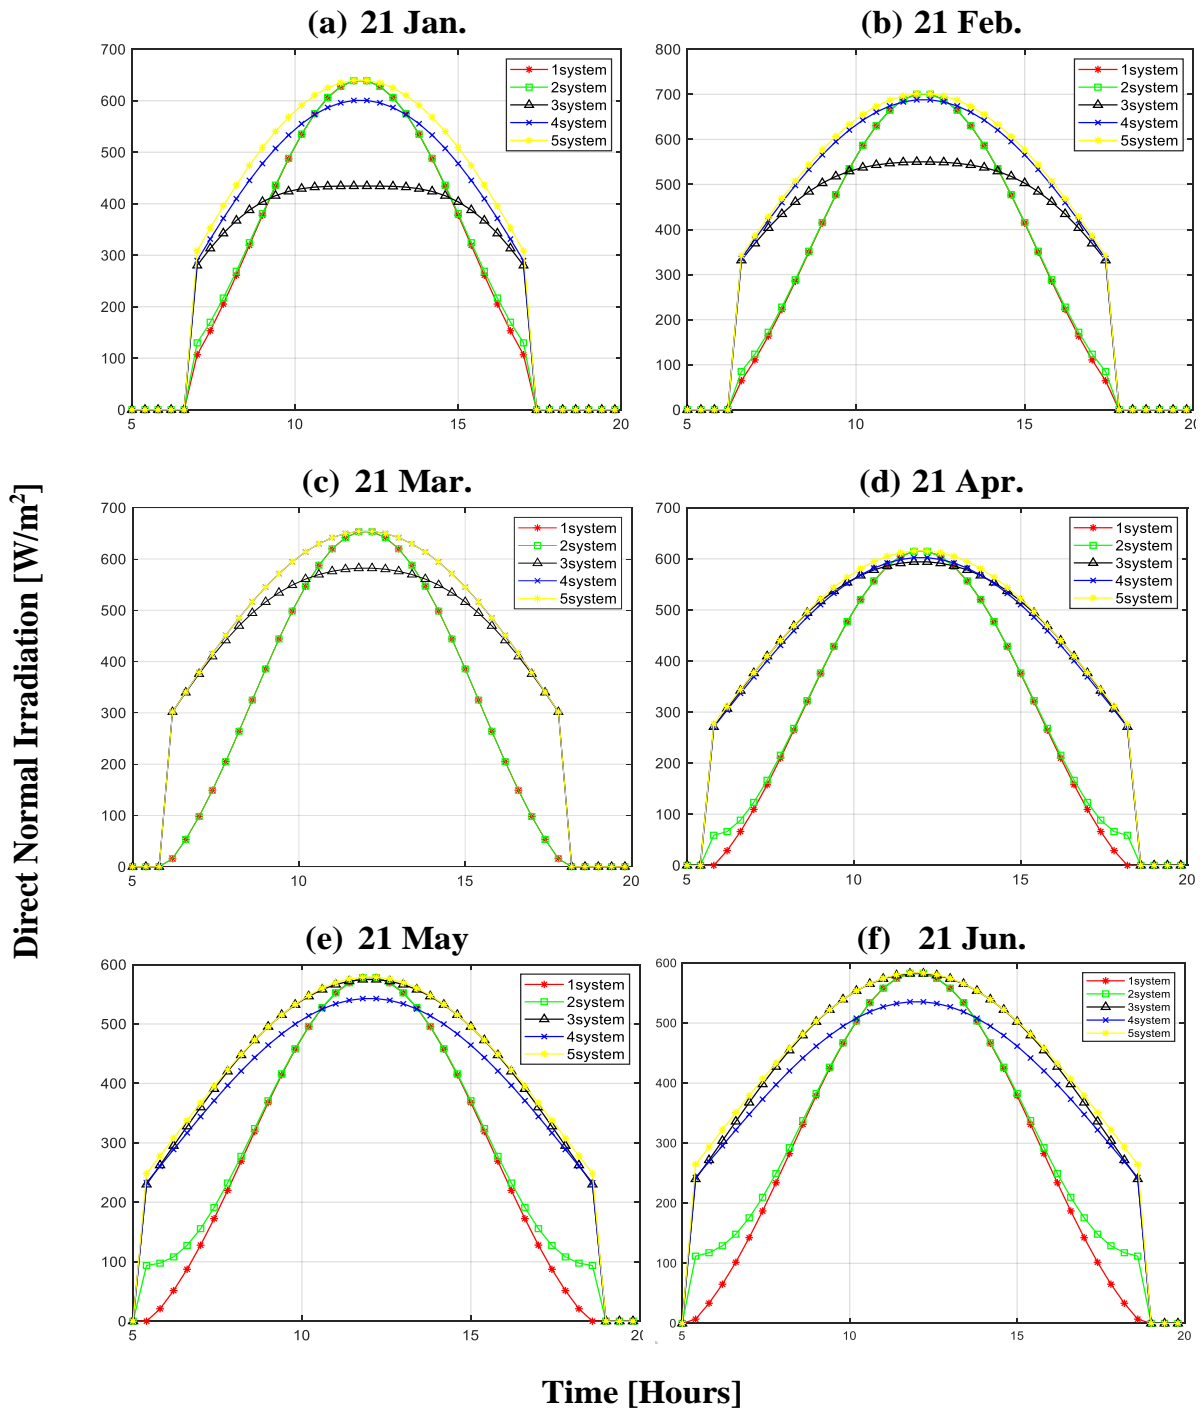 (a) 21 Jan.
700
600
500
400
300
200
100
0
5
10
15
20
1system
2system
3system
4system
5system
(b) 21 Feb.
800
700
600
500
400
300
200
100
0
5
10
15
20
1system
2system
3system
4system
5system
(c) 21 Mar.
700
600
500
400
300
200
100
0
5
10
15
20
1system
2system
3system
4system
5system
(d) 21 Apr.
700
600
500
400
300
200
100
0
5
10
15
20
1system
2system
3system
4system
5system
(e) 21 May
600
500
400
300
200
100
0
5
10
15
20
1system
2system
3system
4system
5system
(f) 21 Jun.
600
500
400
300
200
100
0
5
10
15
20
1system
2system
3system
4system
5system
Direct Normal Irradiation [W/m²]
Time [Hours]